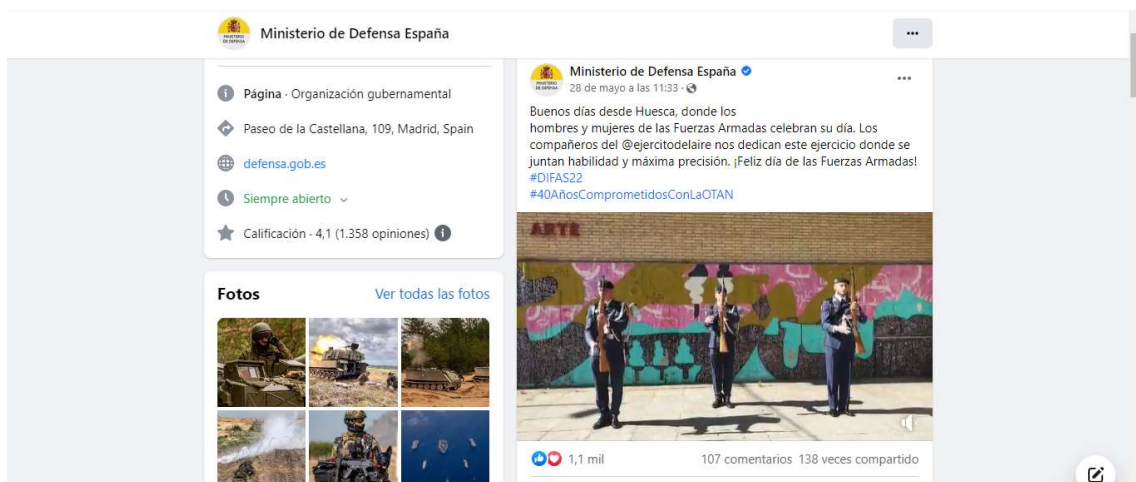 Ministerio de Defensa España
Página · Organización gubernamental
Paseo de la Castellana, 109, Madrid, Spain
defensa.gob.es
Siempre abierto
Calificación · 4,1 (1.358 opiniones)
Fotos
Ver todas las fotos
Ministerio de Defensa España
28 de mayo a las 11:33 ·
Buenos días desde Huesca, donde los
hombres y mujeres de las Fuerzas Armadas celebran su día. Los
compañeros del @ejercitodelaire nos dedican este ejercicio donde se
juntan habilidad y máxima precisión. ¡Feliz día de las Fuerzas Armadas!
#DIFAS22
#40AñosComprometidosConLaOTAN
ARTE
1,1 mil
107 comentarios 138 veces compartido